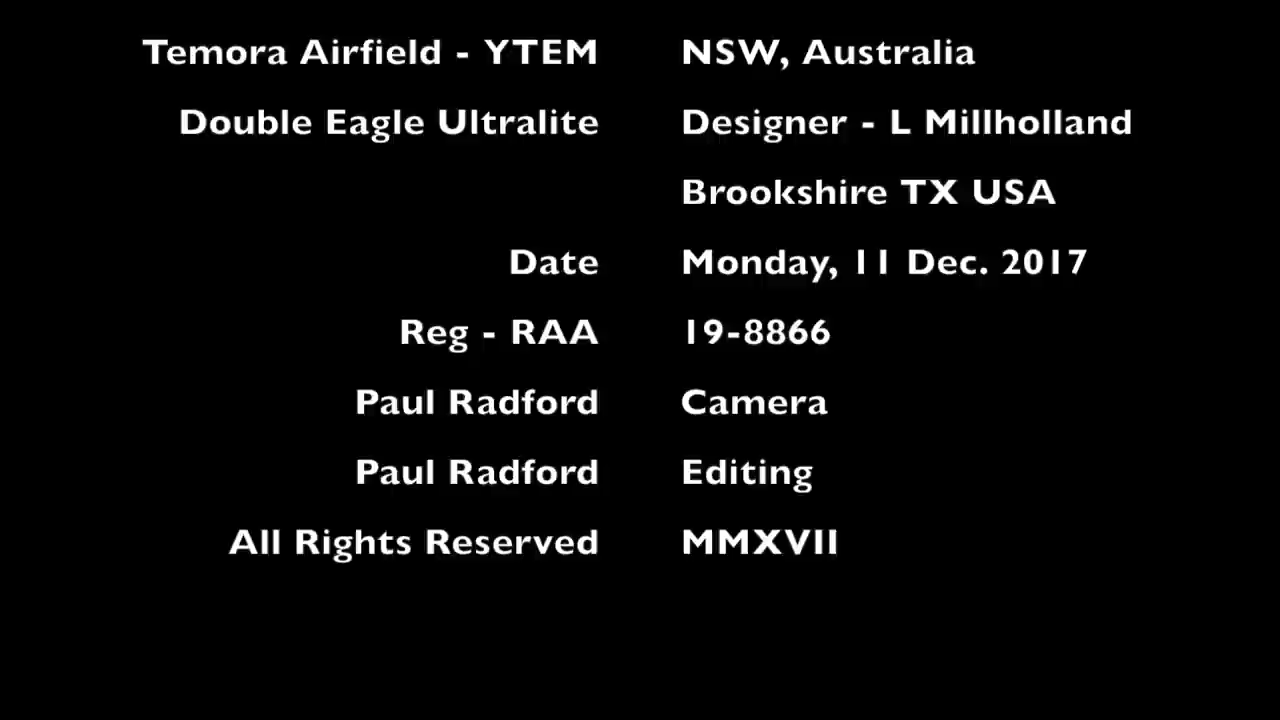 Temora Airfield - YTEM NSW, Australia
Double Eagle Ultralite Designer - L Millholland
Brookshire TX USA
Date Monday, 11 Dec. 2017
Reg - RAA 19-8866
Paul Radford Camera
Paul Radford Editing
All Rights Reserved MMXVII